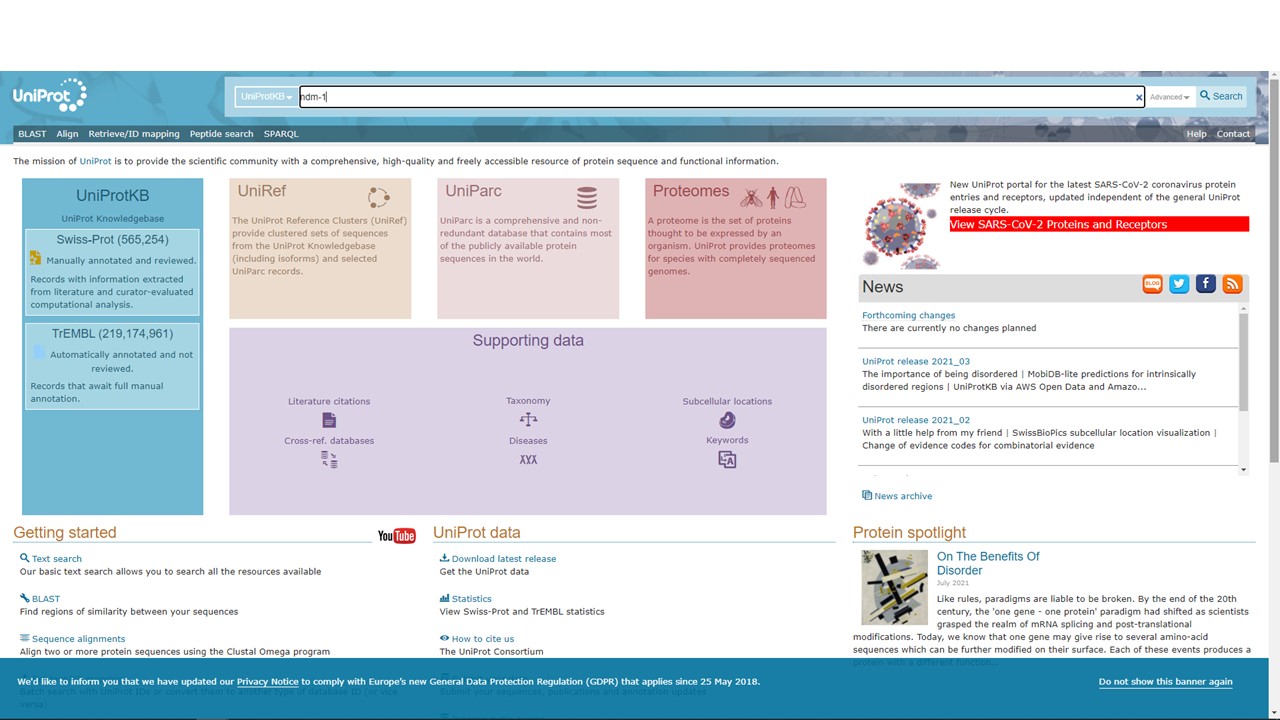 UniProt
UniProtKB
ndm-1
x
Advanced
Search
BLAST Align Retrieve/ID mapping Peptide search SPARQL
Help Contact
The mission of UniProt is to provide the scientific community with a comprehensive, high-quality and freely accessible resource of protein sequence and functional information.
UniProtKB
UniProt Knowledgebase
Swiss-Prot (565,254)
Manually annotated and reviewed.
Records with information extracted
from literature and curator-evaluated
computational analysis.
TrEMBL (219,174,961)
Automatically annotated and not
reviewed.
Records that await full manual
annotation.
UniRef
The UniProt Reference Clusters (UniRef)
provide clustered sets of sequences
from the UniProt Knowledgebase
(including isoforms) and selected
UniParc records.
UniParc
UniParc is a comprehensive and non-
redundant database that contains most
of the publicly available protein
sequences in the world.
Proteomes
A proteome is the set of proteins
thought to be expressed by an
organism. UniProt provides proteomes
for species with completely sequenced
genomes.
Supporting data
Literature citations
Taxonomy
Subcellular locations
Cross-ref. databases
Diseases
Keywords
New UniProt portal for the latest SARS-CoV-2 coronavirus protein
entries and receptors, updated independent of the general UniProt
release cycle.
View SARS-CoV-2 Proteins and Receptors
News
BLOG
Forthcoming changes
There are currently no changes planned
UniProt release 2021_03
The importance of being disordered | MobiDB-lite predictions for intrinsically
disordered regions | UniProtKB via AWS Open Data and Amazo...
UniProt release 2021_02
With a little help from my friend | SwissBioPics subcellular location visualization |
Change of evidence codes for combinatorial evidence
News archive
Getting started
YouTube
Text search
Our basic text search allows you to search all the resources available
BLAST
Find regions of similarity between your sequences
Sequence alignments
Align two or more protein sequences using the Clustal Omega program
Batch search with UniProt IDs or convert them to another type of database ID (or vice
versa)
UniProt data
Download latest release
Get the UniProt data
Statistics
View Swiss-Prot and TrEMBL statistics
How to cite us
The UniProt Consortium
Submit your sequences, publications and annotation updates
Protein spotlight
On The Benefits Of
Disorder
July 2021
Like rules, paradigms are liable to be broken. By the end of the 20th
century, the 'one gene - one protein' paradigm had shifted as scientists
grasped the realm of mRNA splicing and post-translational
modifications. Today, we know that one gene may give rise to several amino-acid
sequences which can be further modified on their surface. Each of these events produces a
protein with a different function...
We'd like to inform you that we have updated our Privacy Notice to comply with Europe's new General Data Protection Regulation (GDPR) that applies since 25 May 2018.
Do not show this banner again